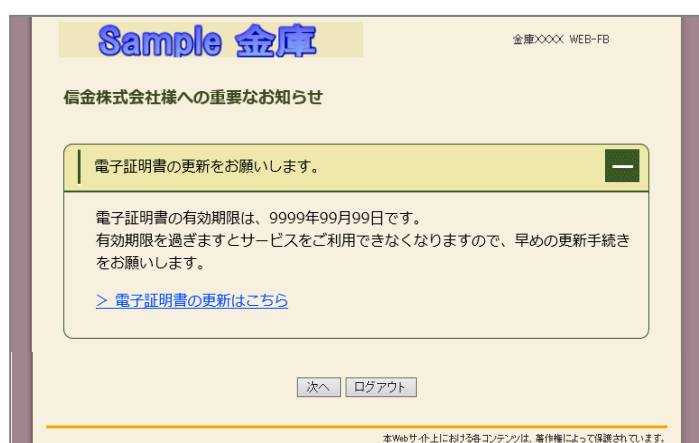 Sample 金庫
金庫XXXX WEB-FB
信金株式会社様への重要なお知らせ
電子証明書の更新をお願いします。
電子証明書の有効期限は、9999年99月99日です。
有効期限を過ぎますとサービスをご利用できなくなりますので、早めの更新手続き
をお願いします。
＞ 電子証明書の更新はこちら
次へ ログアウト
本Webサイト上における各コンテンツは、著作権によって保護されています。